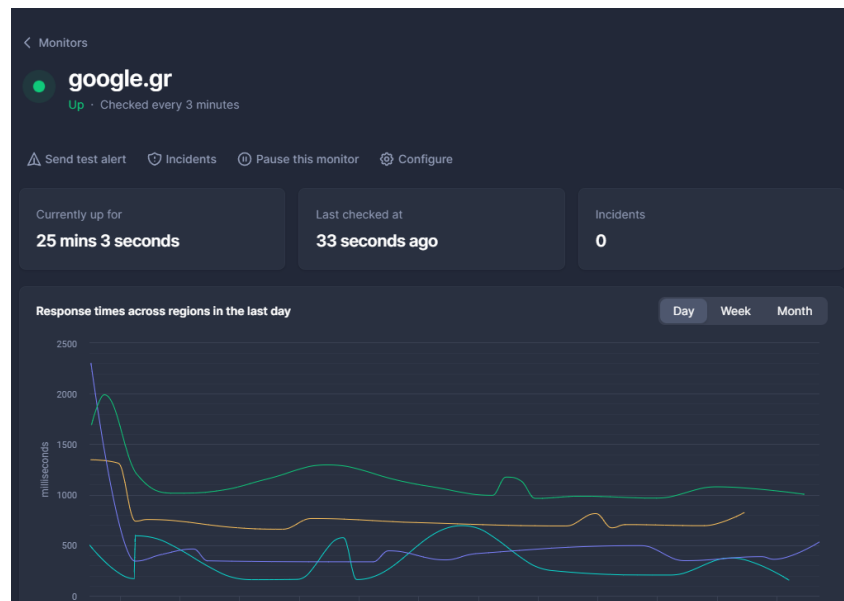 Monitors
google.gr
Up · Checked every 3 minutes
Send test alert Incidents Pause this monitor Configure
Currently up for
25 mins 3 seconds
Last checked at
33 seconds ago
Incidents
0
Response times across regions in the last day
Day Week Month
milliseconds
2500
2000
1500
1000
500
0